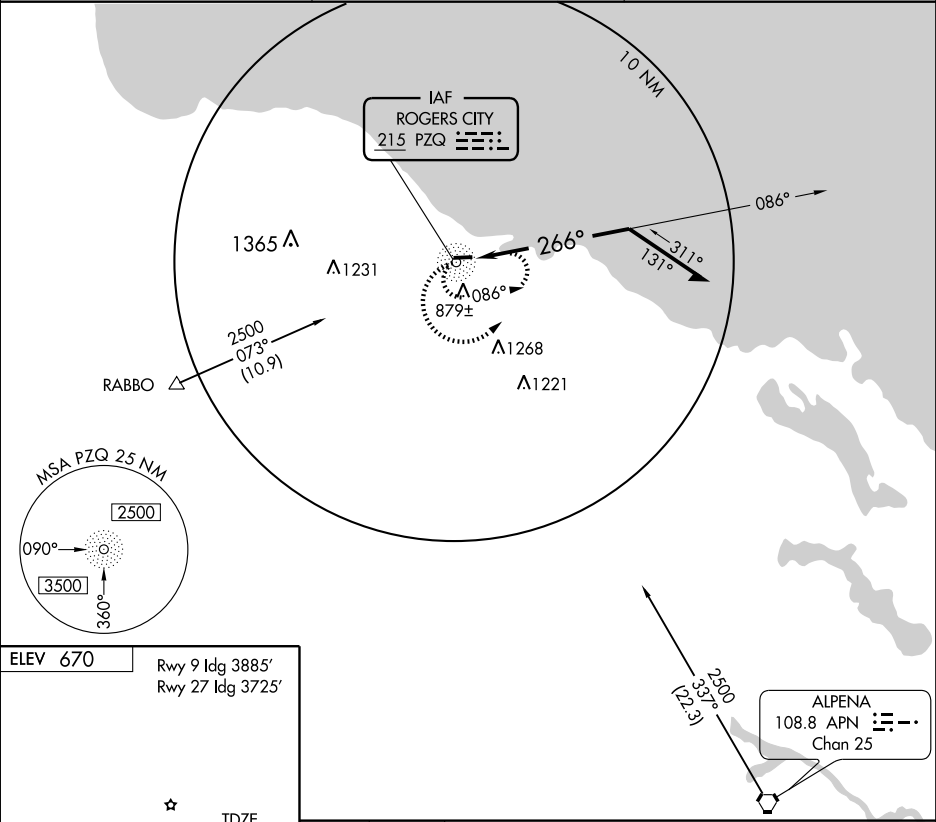 10 NM
IAF
ROGERS CITY
215 PZQ
086°
266°
311°
131°
1365
1231
086°
879±
1268
1221
2500
073°
(10.9)
RABBO
MSA PZQ 25 NM
2500
090°
3500
360°
2500
337°
(22.3)
ALPENA
108.8 APN
Chan 25
ELEV 670
Rwy 9 ldg 3885'
Rwy 27 ldg 3725'
TDZE